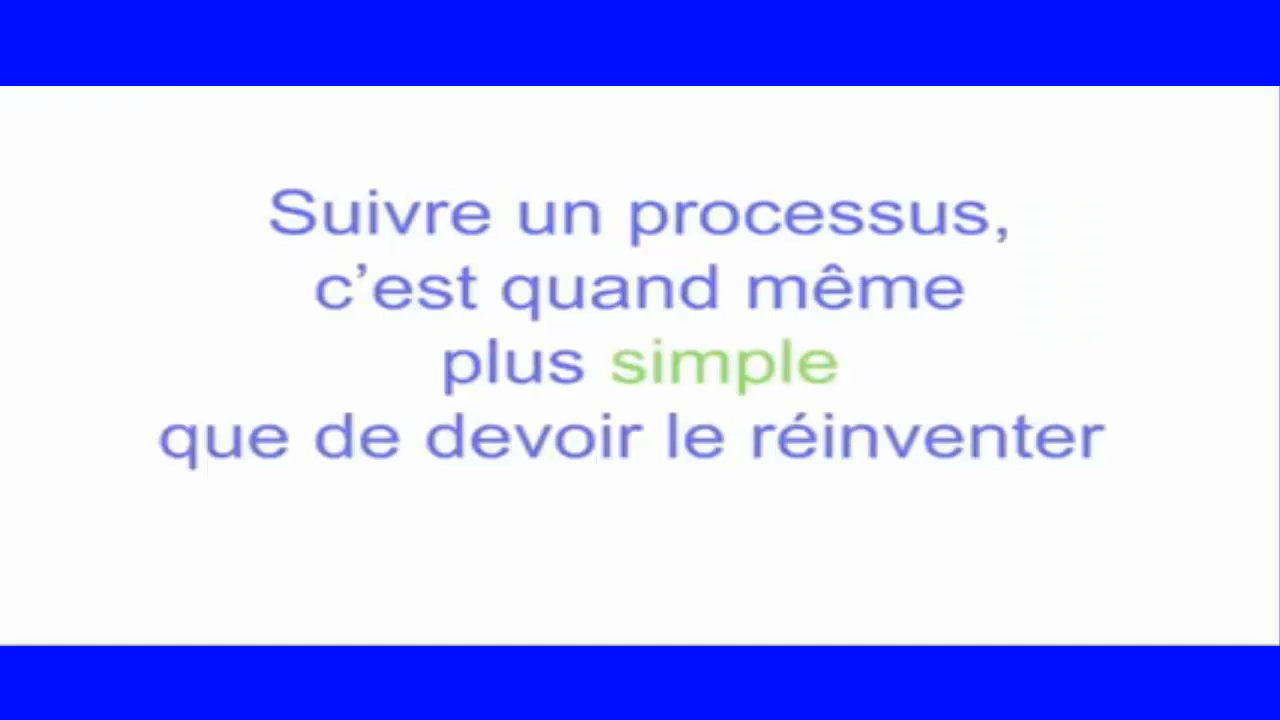 Suivre un processus,
c’est quand même
plus simple
que de devoir le réinventer